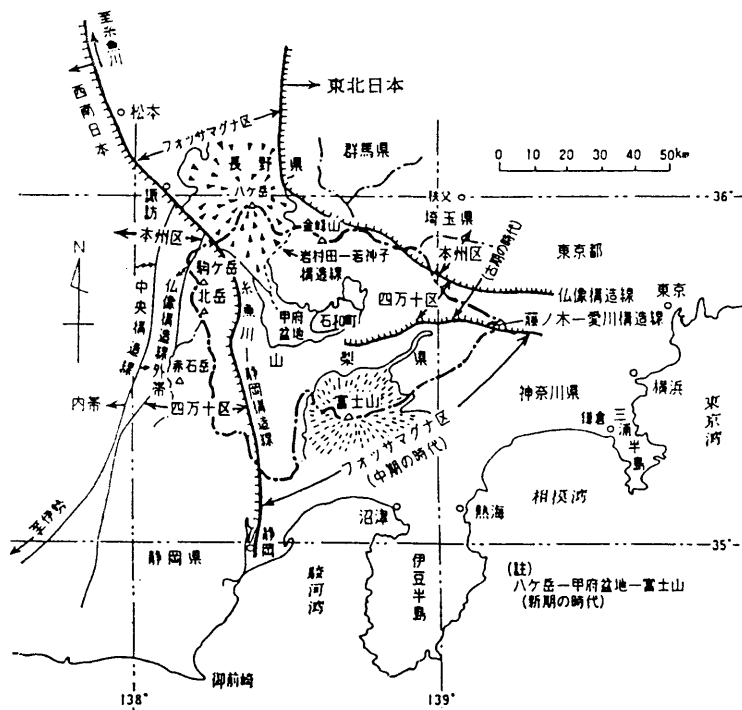 至糸魚川
西南日本
松本
東北日本
フォッサマグナ区
長野県
群馬県
0 10 20 30 40 50km
八ケ岳
諏訪
秩父
36°
金峰山
埼玉県
本州区
岩村田一若神子
構造線
本州区
(古期の時代)
東京都
N
駒ケ岳
北岳
中央構造線
仏像構造線
外帯
糸魚川一静岡構造線
甲府
盆地
石和町
四万十区
仏像構造線
東京
藤ノ木一愛川構造線
山梨県
赤石岳
内帯
四万十区
富士山
神奈川県
横浜
鎌倉
三浦半島
東京湾
フォッサマグナ区
(中期の時代)
至伊勢
沼津
熱海
相模湾
静岡
静岡県
35°
駿河湾
伊豆半島
(註)
八ケ岳一甲府盆地一富士山
(新期の時代)
御前崎
138°
139°